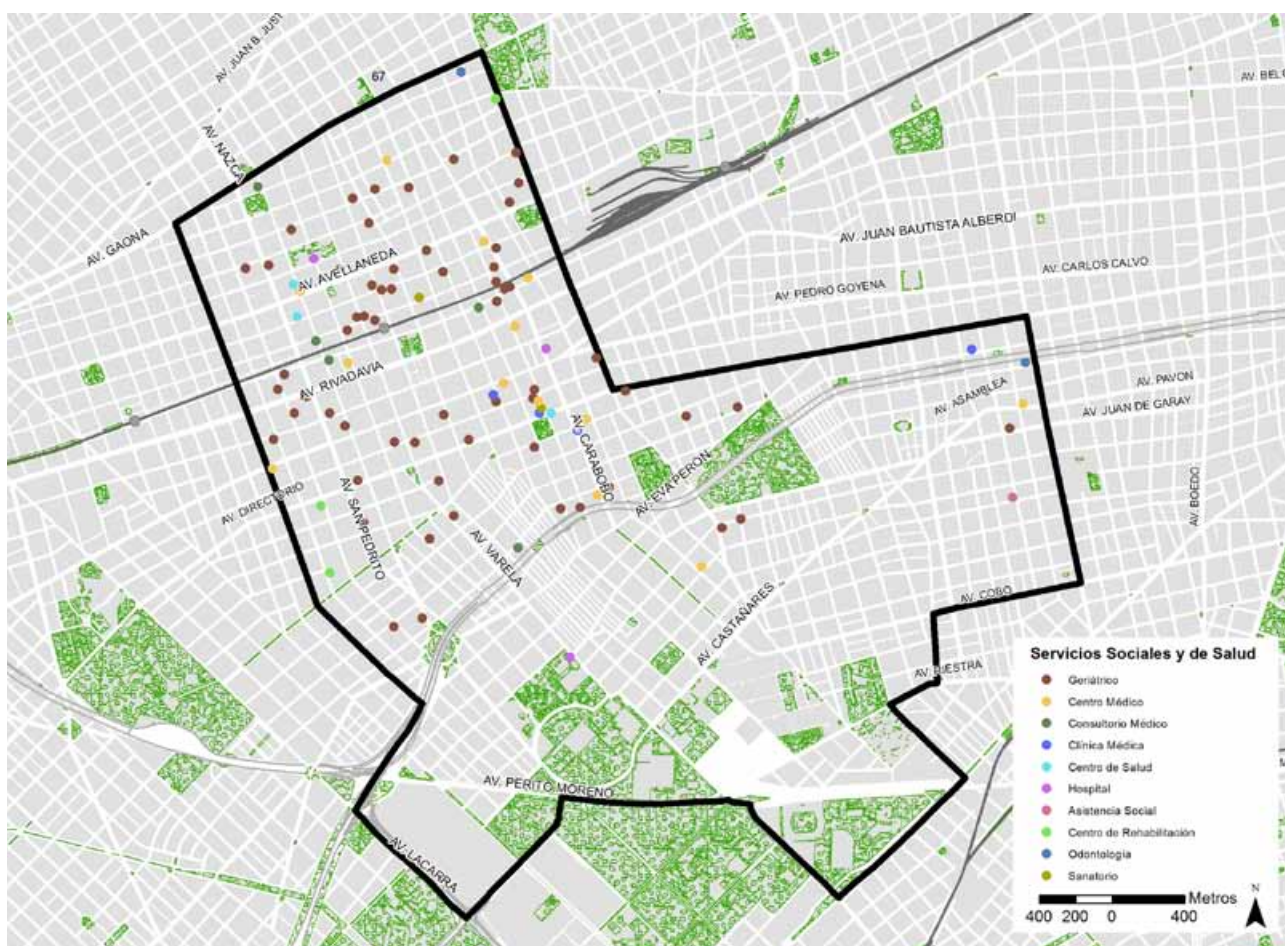 AV. JUAN B. JUST
67
AV. BEL
AV. NAZCA
AV. GAONA
AV. JUAN BAUTISTA ALBERDI
AV. AVELLANEDA
AV. CARLOS CALVO
AV. PEDRO GOYENA
AV. RIVADAVIA
AV. PAVON
AV. ASAMBLEA
AV. JUAN DE GARAY
AV. CARABOBO
AV. EVA PERON
AV. BOEDO
AV. DIRECTORIO
AV. SAN PEDRITO
AV. VARELA
AV. CASTAÑARES
AV. COBO
AV. RIESTRA
AV. PERITO MORENO
AV. LACARRA
Servicios Sociales y de Salud
Geriátrico
Centro Médico
Consultorio Médico
Clínica Médica
Centro de Salud
Hospital
Asistencia Social
Centro de Rehabilitación
Odontología
Sanatorio
Metros
400 200 0 400
N